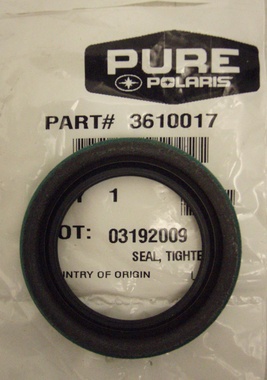 PURE
POLARIS
PART# 3610017
1
OT: 03192009
SEAL, TIGHTE
UNTRY OF ORIGIN